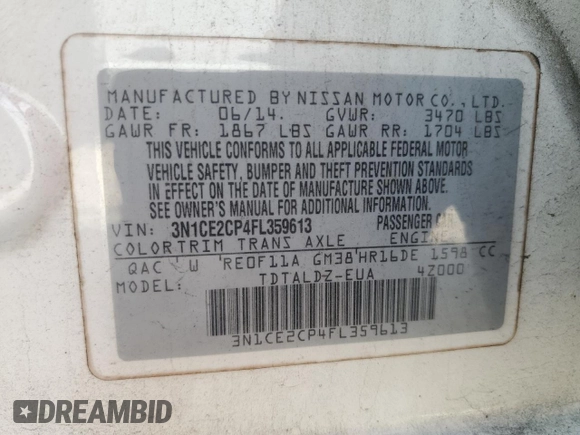 MANUFACTURED BY NISSAN MOTOR CO., LTD.
DATE: 06/14. GVWR: 3470 LBS
GAWR FR: 1867 LBS GAWR RR: 1704 LBS
THIS VEHICLE CONFORMS TO ALL APPLICABLE FEDERAL MOTOR
VEHICLE SAFETY, BUMPER AND THEFT PREVENTION STANDARDS
IN EFFECT ON THE DATE OF MANUFACTURE SHOWN ABOVE.
SEE OWNER'S MANUAL FOR ADDITIONAL INFORMATION.
VIN: 3N1CE2CP4FL359613 PASSENGER CAR
COLOR TRIM TRANS AXLE ENGINE
QAC W RE0F11A GM38 HR16DE 1598 CC
TDTALDZ-EUA 4Z000
3N1CE2CP4FL359613
DREAMBID